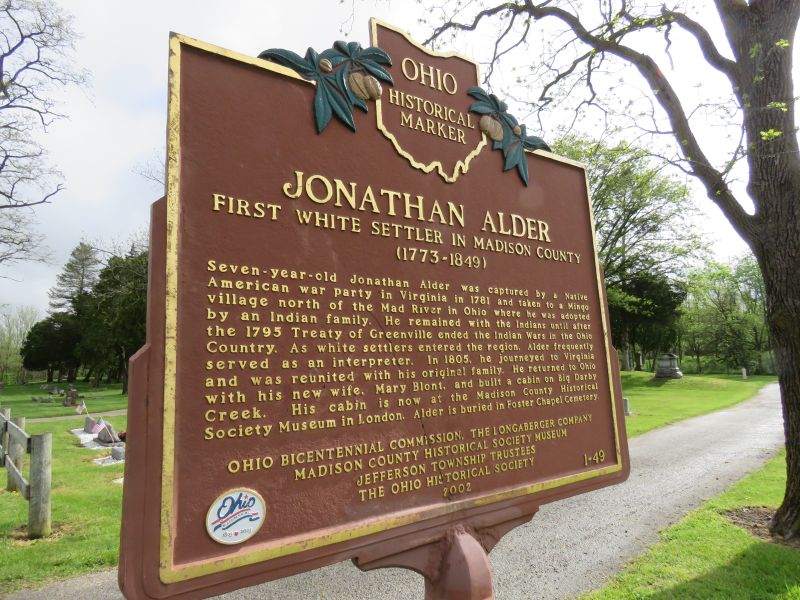 OHIO
HISTORICAL
MARKER
JONATHAN ALDER
FIRST WHITE SETTLER IN MADISON COUNTY
(1773-1849)
Seven-year-old Jonathan Alder was captured by a Native
American war party in Virginia in 1781 and taken to a Mingo
village north of the Mad River in Ohio where he was adopted
by an Indian family. He remained with the Indians until after
the 1795 Treaty of Greenville ended the Indian Wars in the Ohio
Country. As white settlers entered the region, Alder frequently
served as an interpreter. In 1805, he journeyed to Virginia
and was reunited with his original family. He returned to Ohio
with his new wife, Mary Blont, and built a cabin on Big Darby
Creek. His cabin is now at the Madison County Historical
Society Museum in London. Alder is buried in Foster Chapel Cemetery.
OHIO BICENTENNIAL COMMISSION, THE LONGABERGER COMPANY
MADISON COUNTY HISTORICAL SOCIETY MUSEUM
JEFFERSON TOWNSHIP TRUSTEES
THE OHIO HISTORICAL SOCIETY
2002
1-49
Ohio